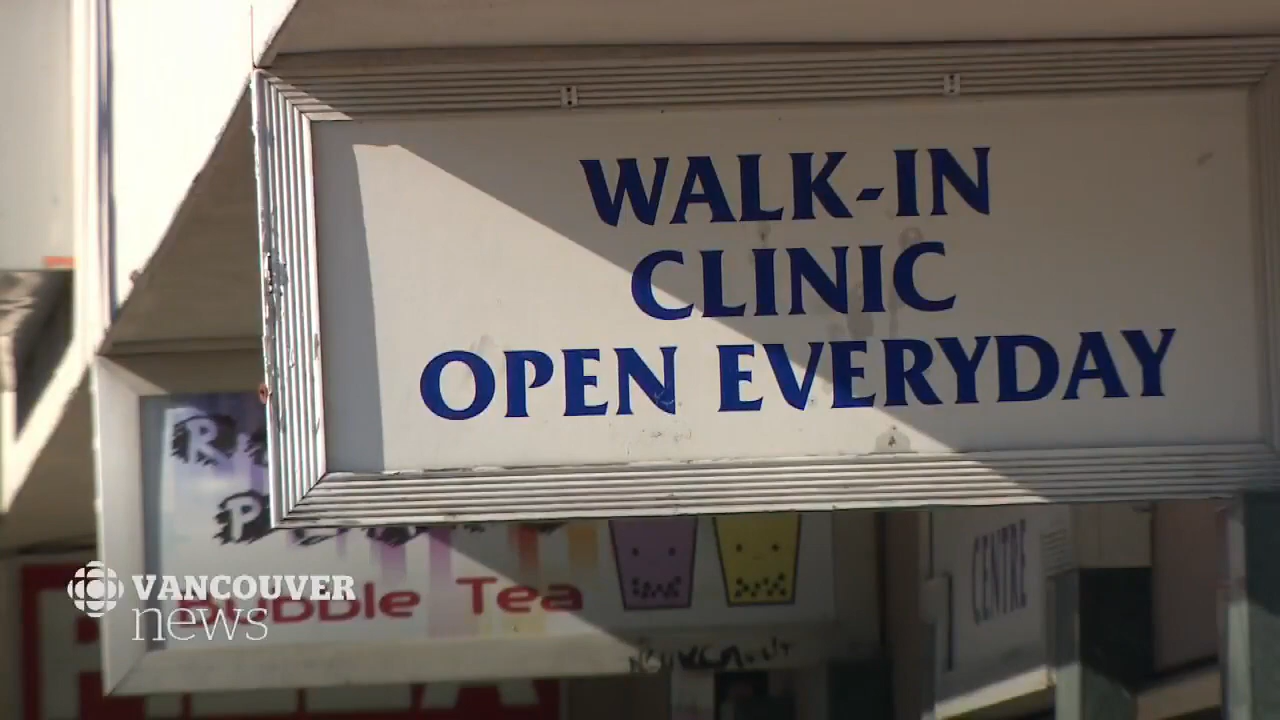 WALK-IN
CLINIC
OPEN EVERYDAY
Bubble Tea
CENTRE
VANCOUVER
news